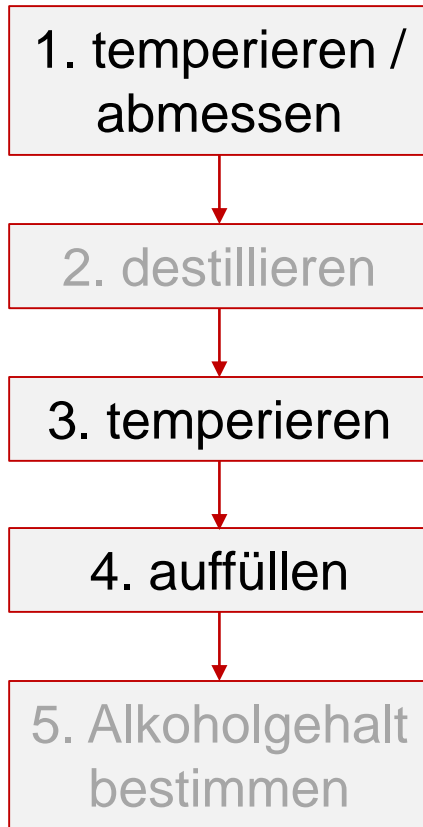 1. temperieren /
abmessen
2. destillieren
3. temperieren
4. auffüllen
5. Alkoholgehalt
bestimmen